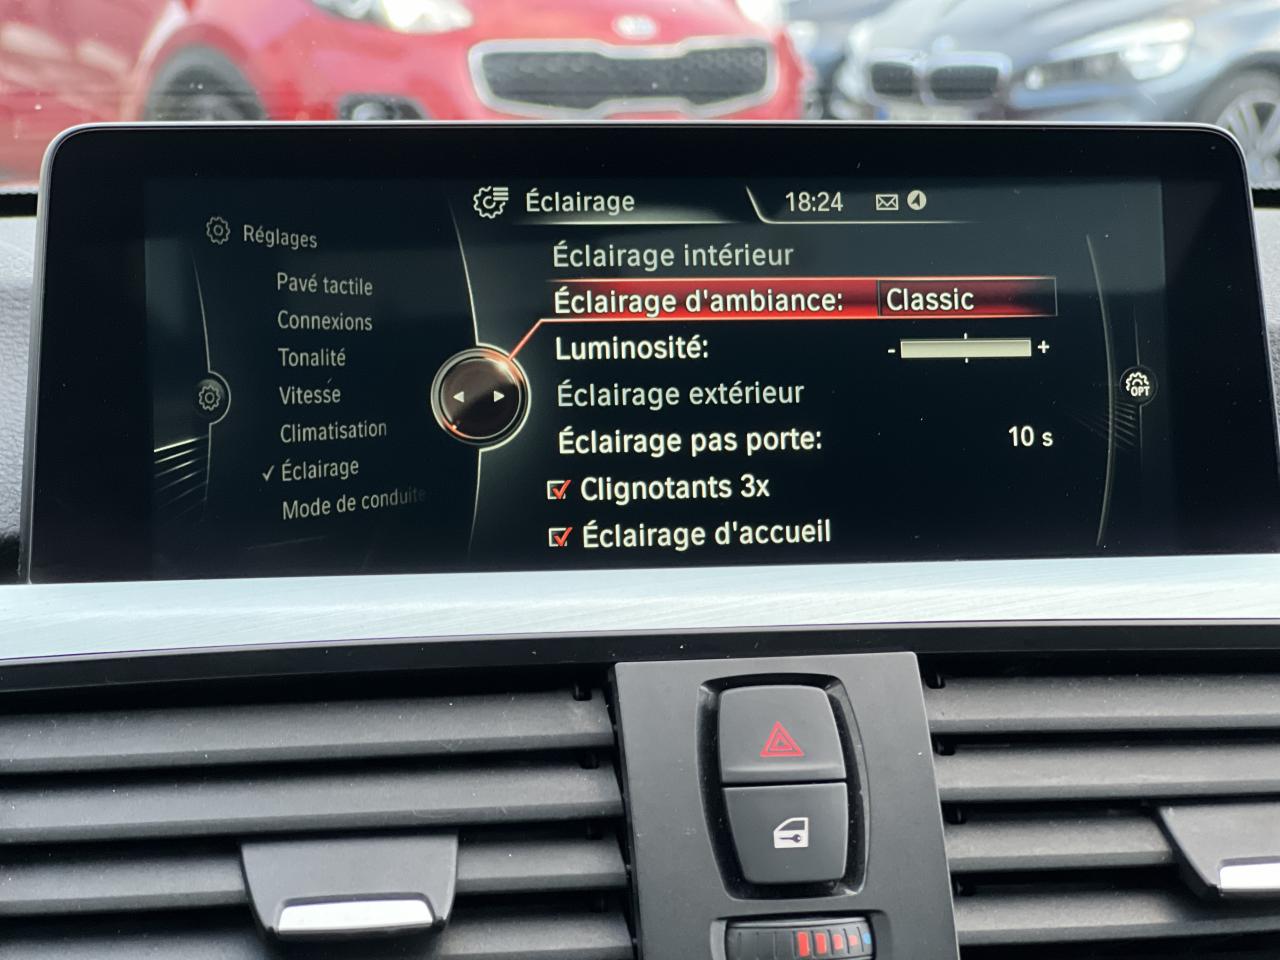 Éclairage
18:24
Réglages
Pavé tactile
Connexions
Tonalité
Vitesse
Climatisation
✓ Éclairage
Mode de conduite
Éclairage intérieur
Éclairage d'ambiance: Classic
Luminosité: - +
Éclairage extérieur
Éclairage pas porte: 10 s
Clignotants 3x
Éclairage d'accueil
OPT
KIA